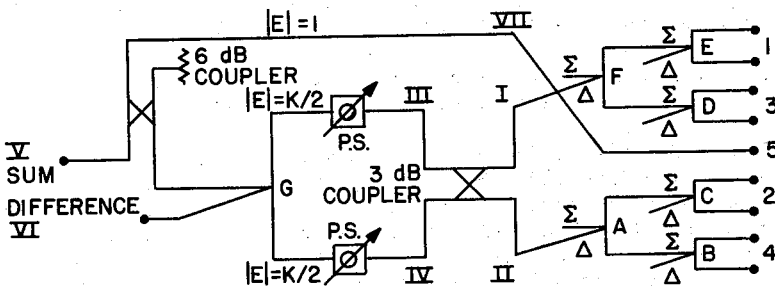 |E|=1
VII
6 dB
COUPLER
|E|=K/2
III
I
P.S.
V
SUM
DIFFERENCE
VI
G
3 dB
COUPLER
P.S.
|E|=K/2
IV
II
Σ
Δ
F
Σ
Δ
E
1
Σ
Δ
D
3
5
Σ
Δ
A
Σ
Δ
C
2
Σ
Δ
B
4